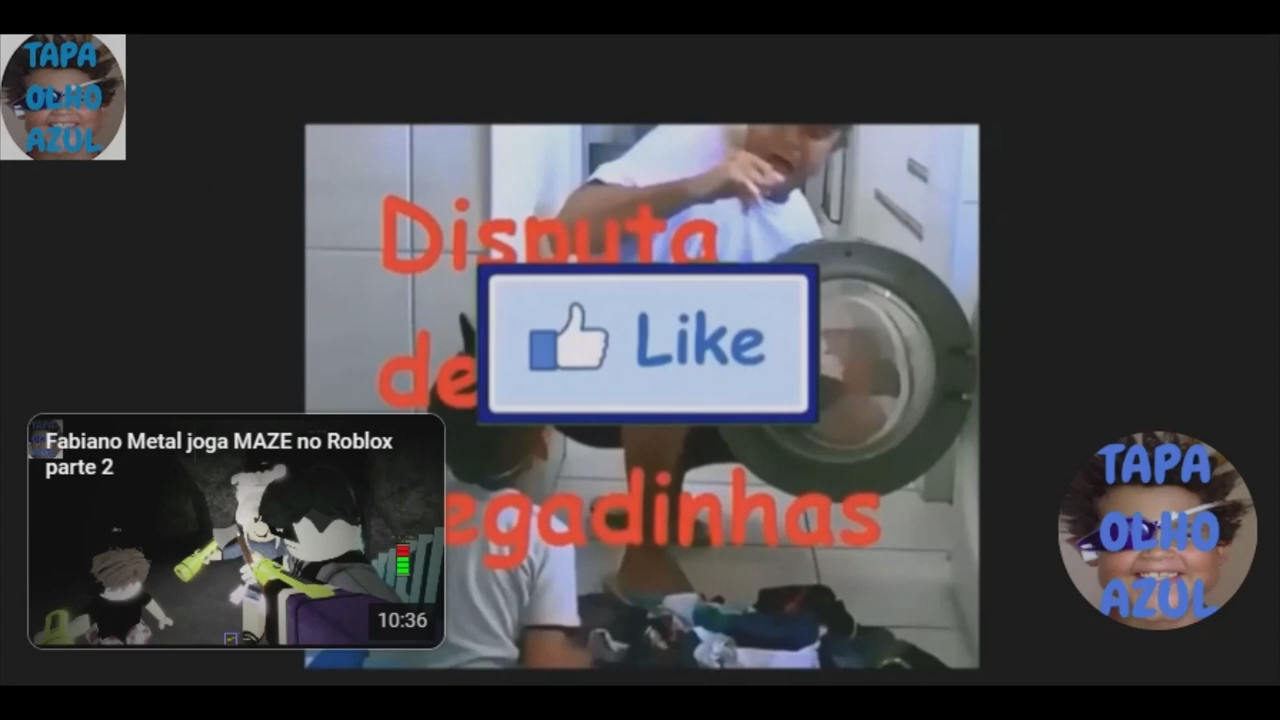 TAPA
OLHO
AZUL
Disputa
de
Like
egadinhas
Fabiano Metal joga MAZE no Roblox
parte 2
10:36
TAPA
OLHO
AZUL